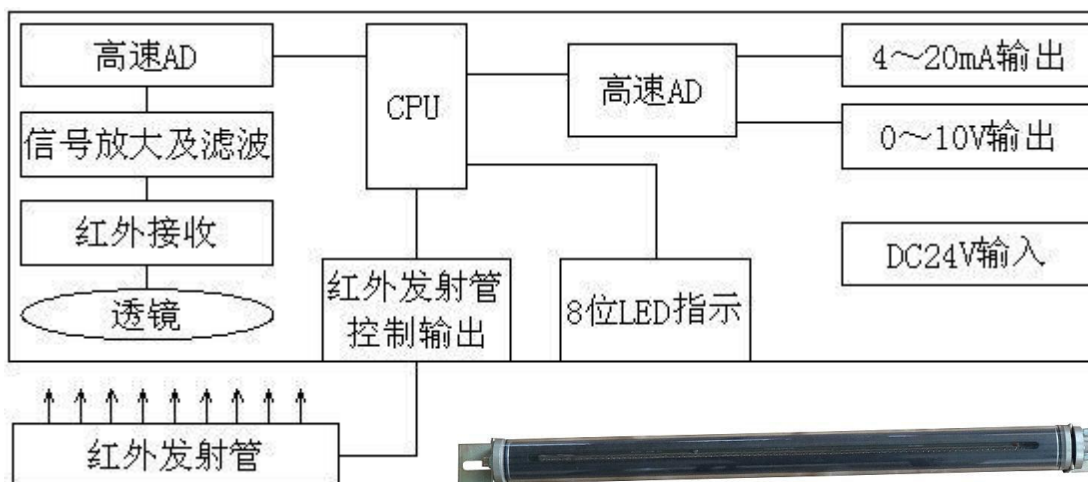 高速AD
信号放大及滤波
红外接收
透镜
CPU
高速AD
4～20mA输出
0～10V输出
DC24V输入
红外发射管
控制输出
8位LED指示
红外发射管